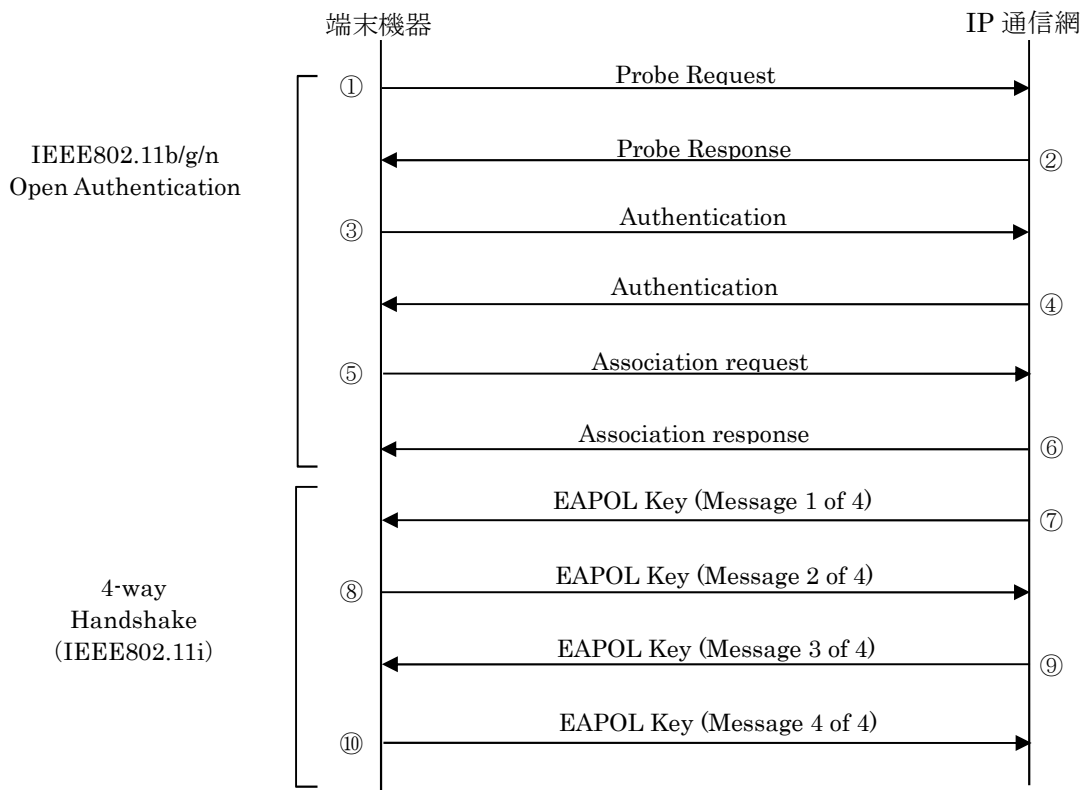 端末機器
IP 通信網
① Probe Request
IEEE802.11b/g/n
Open Authentication
Probe Response ②
③ Authentication
Authentication ④
⑤ Association request
Association response ⑥
EAPOL Key (Message 1 of 4) ⑦
4-way
Handshake
(IEEE802.11i)
⑧ EAPOL Key (Message 2 of 4)
EAPOL Key (Message 3 of 4) ⑨
⑩ EAPOL Key (Message 4 of 4)